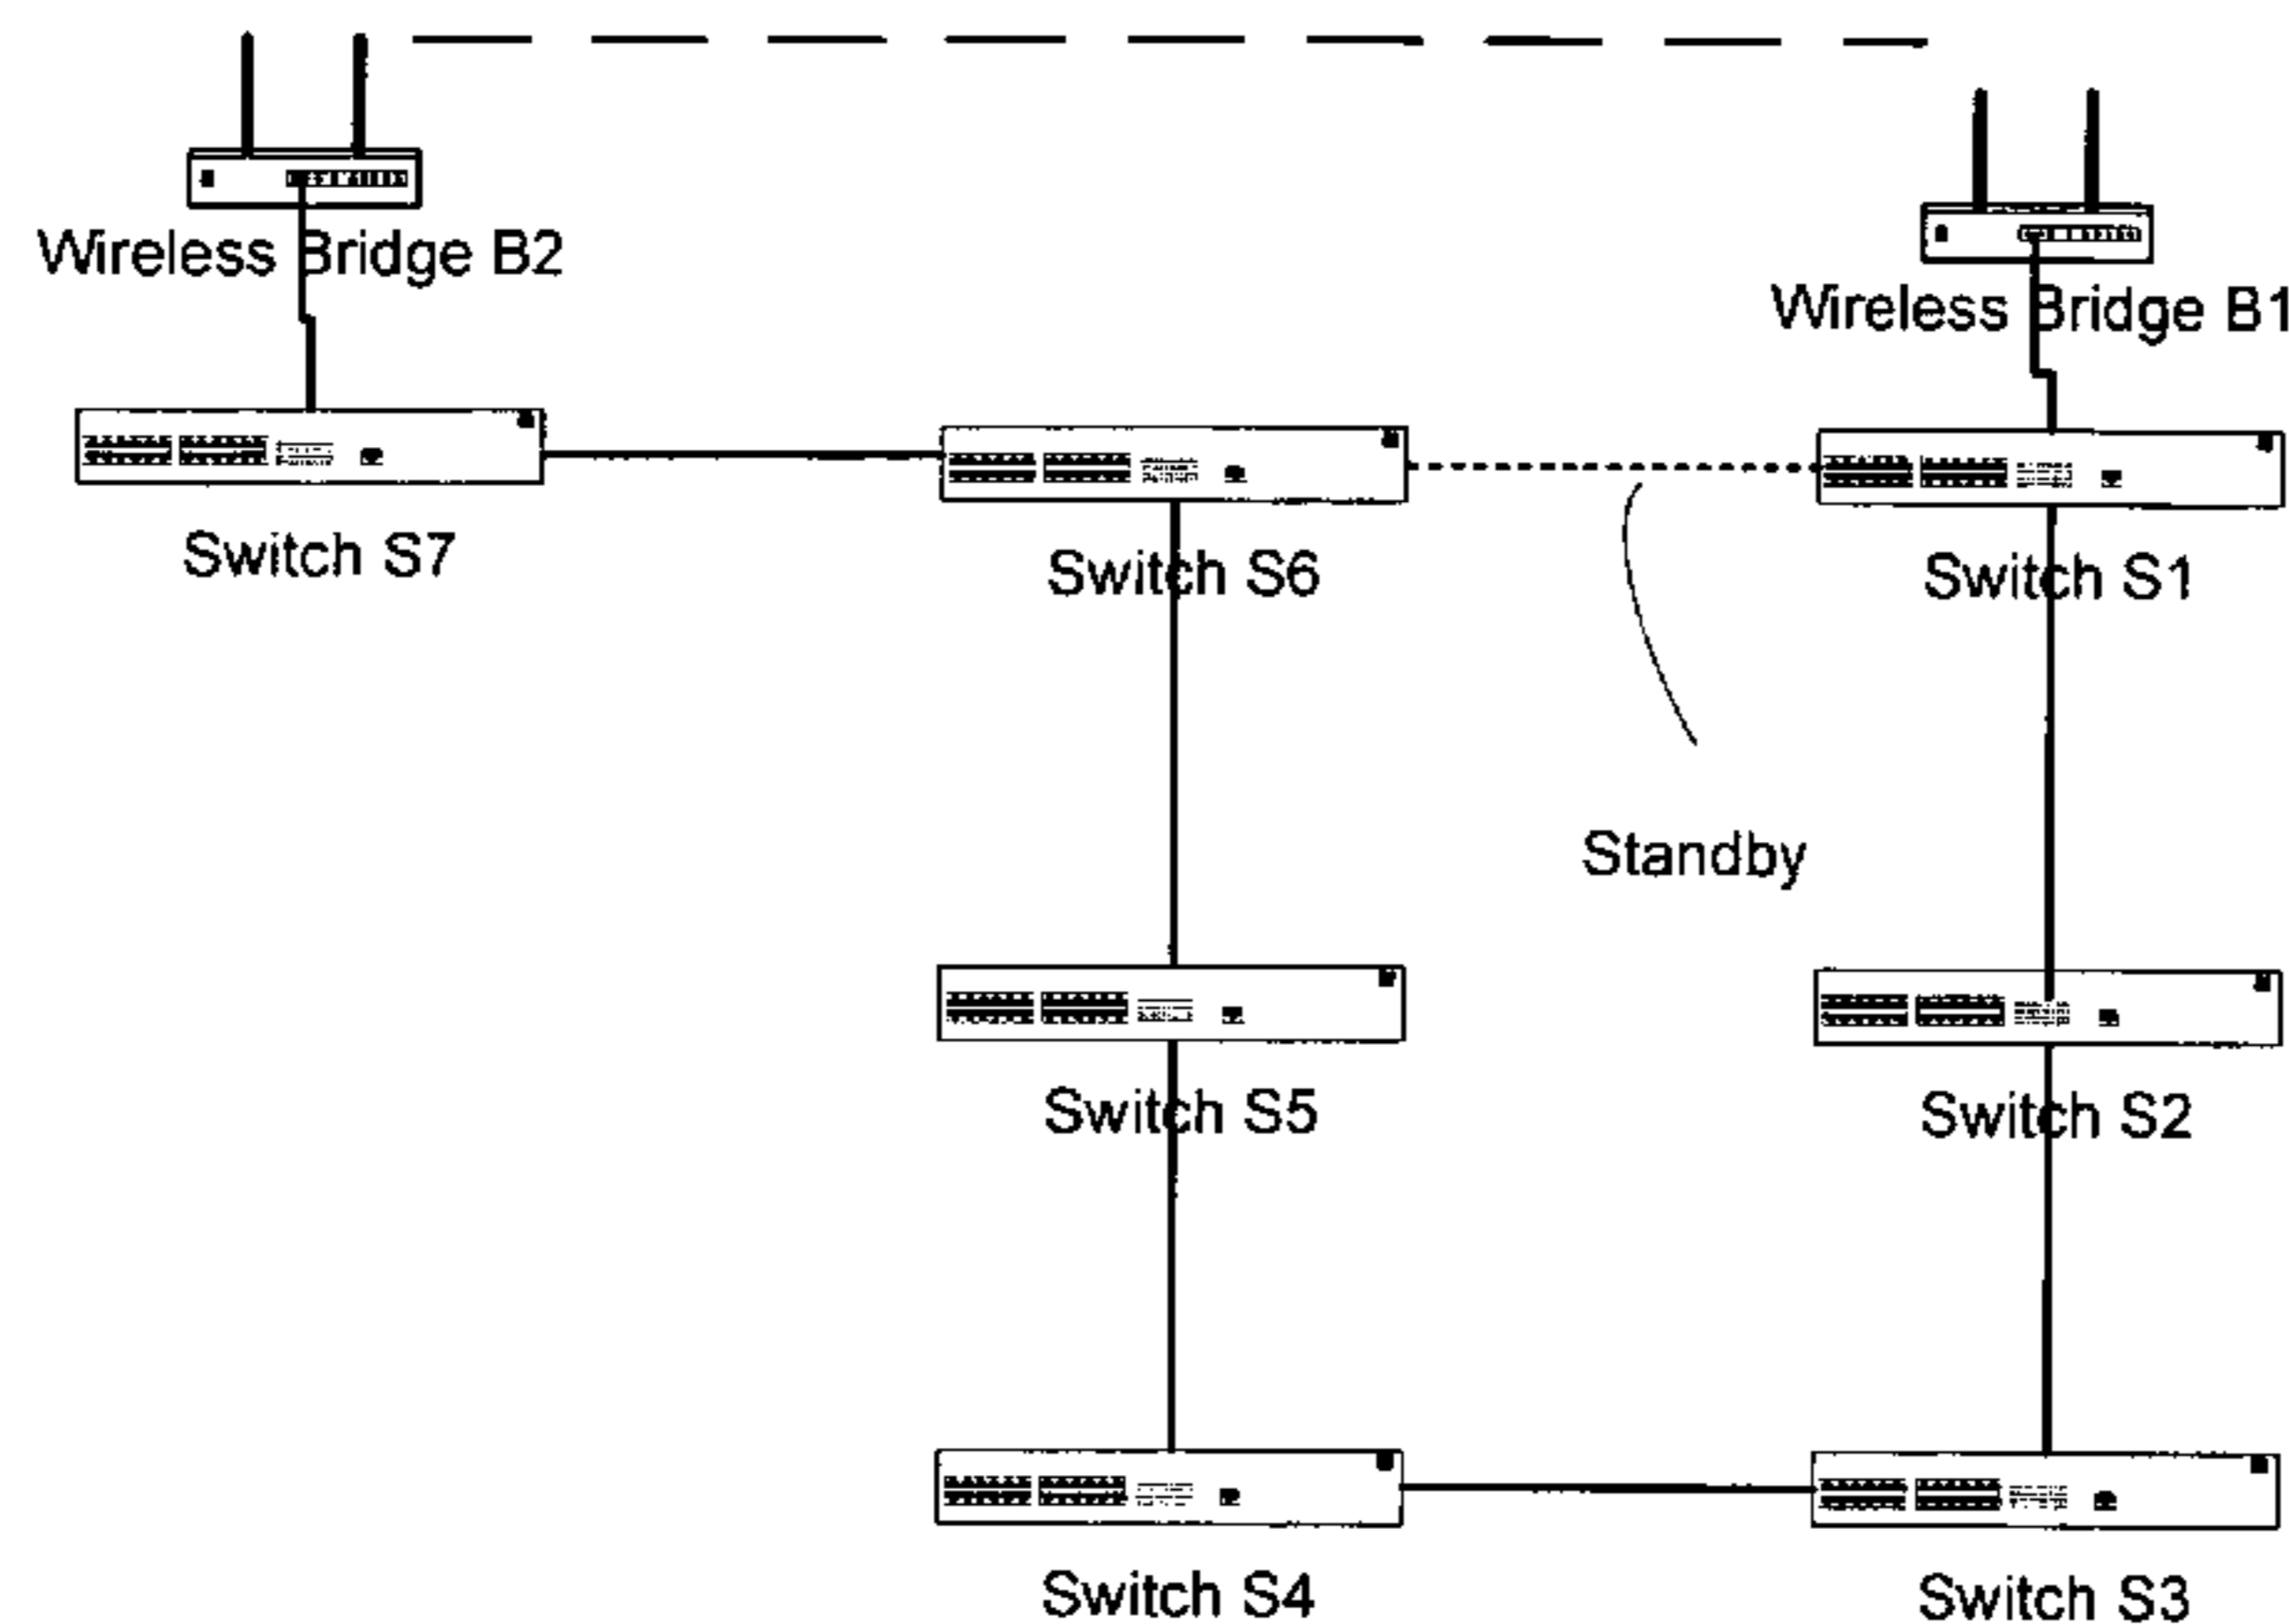 Wireless Bridge B2
Wireless Bridge B1
Switch S7
Switch S6
Switch S1
Standby
Switch S5
Switch S2
Switch S4
Switch S3